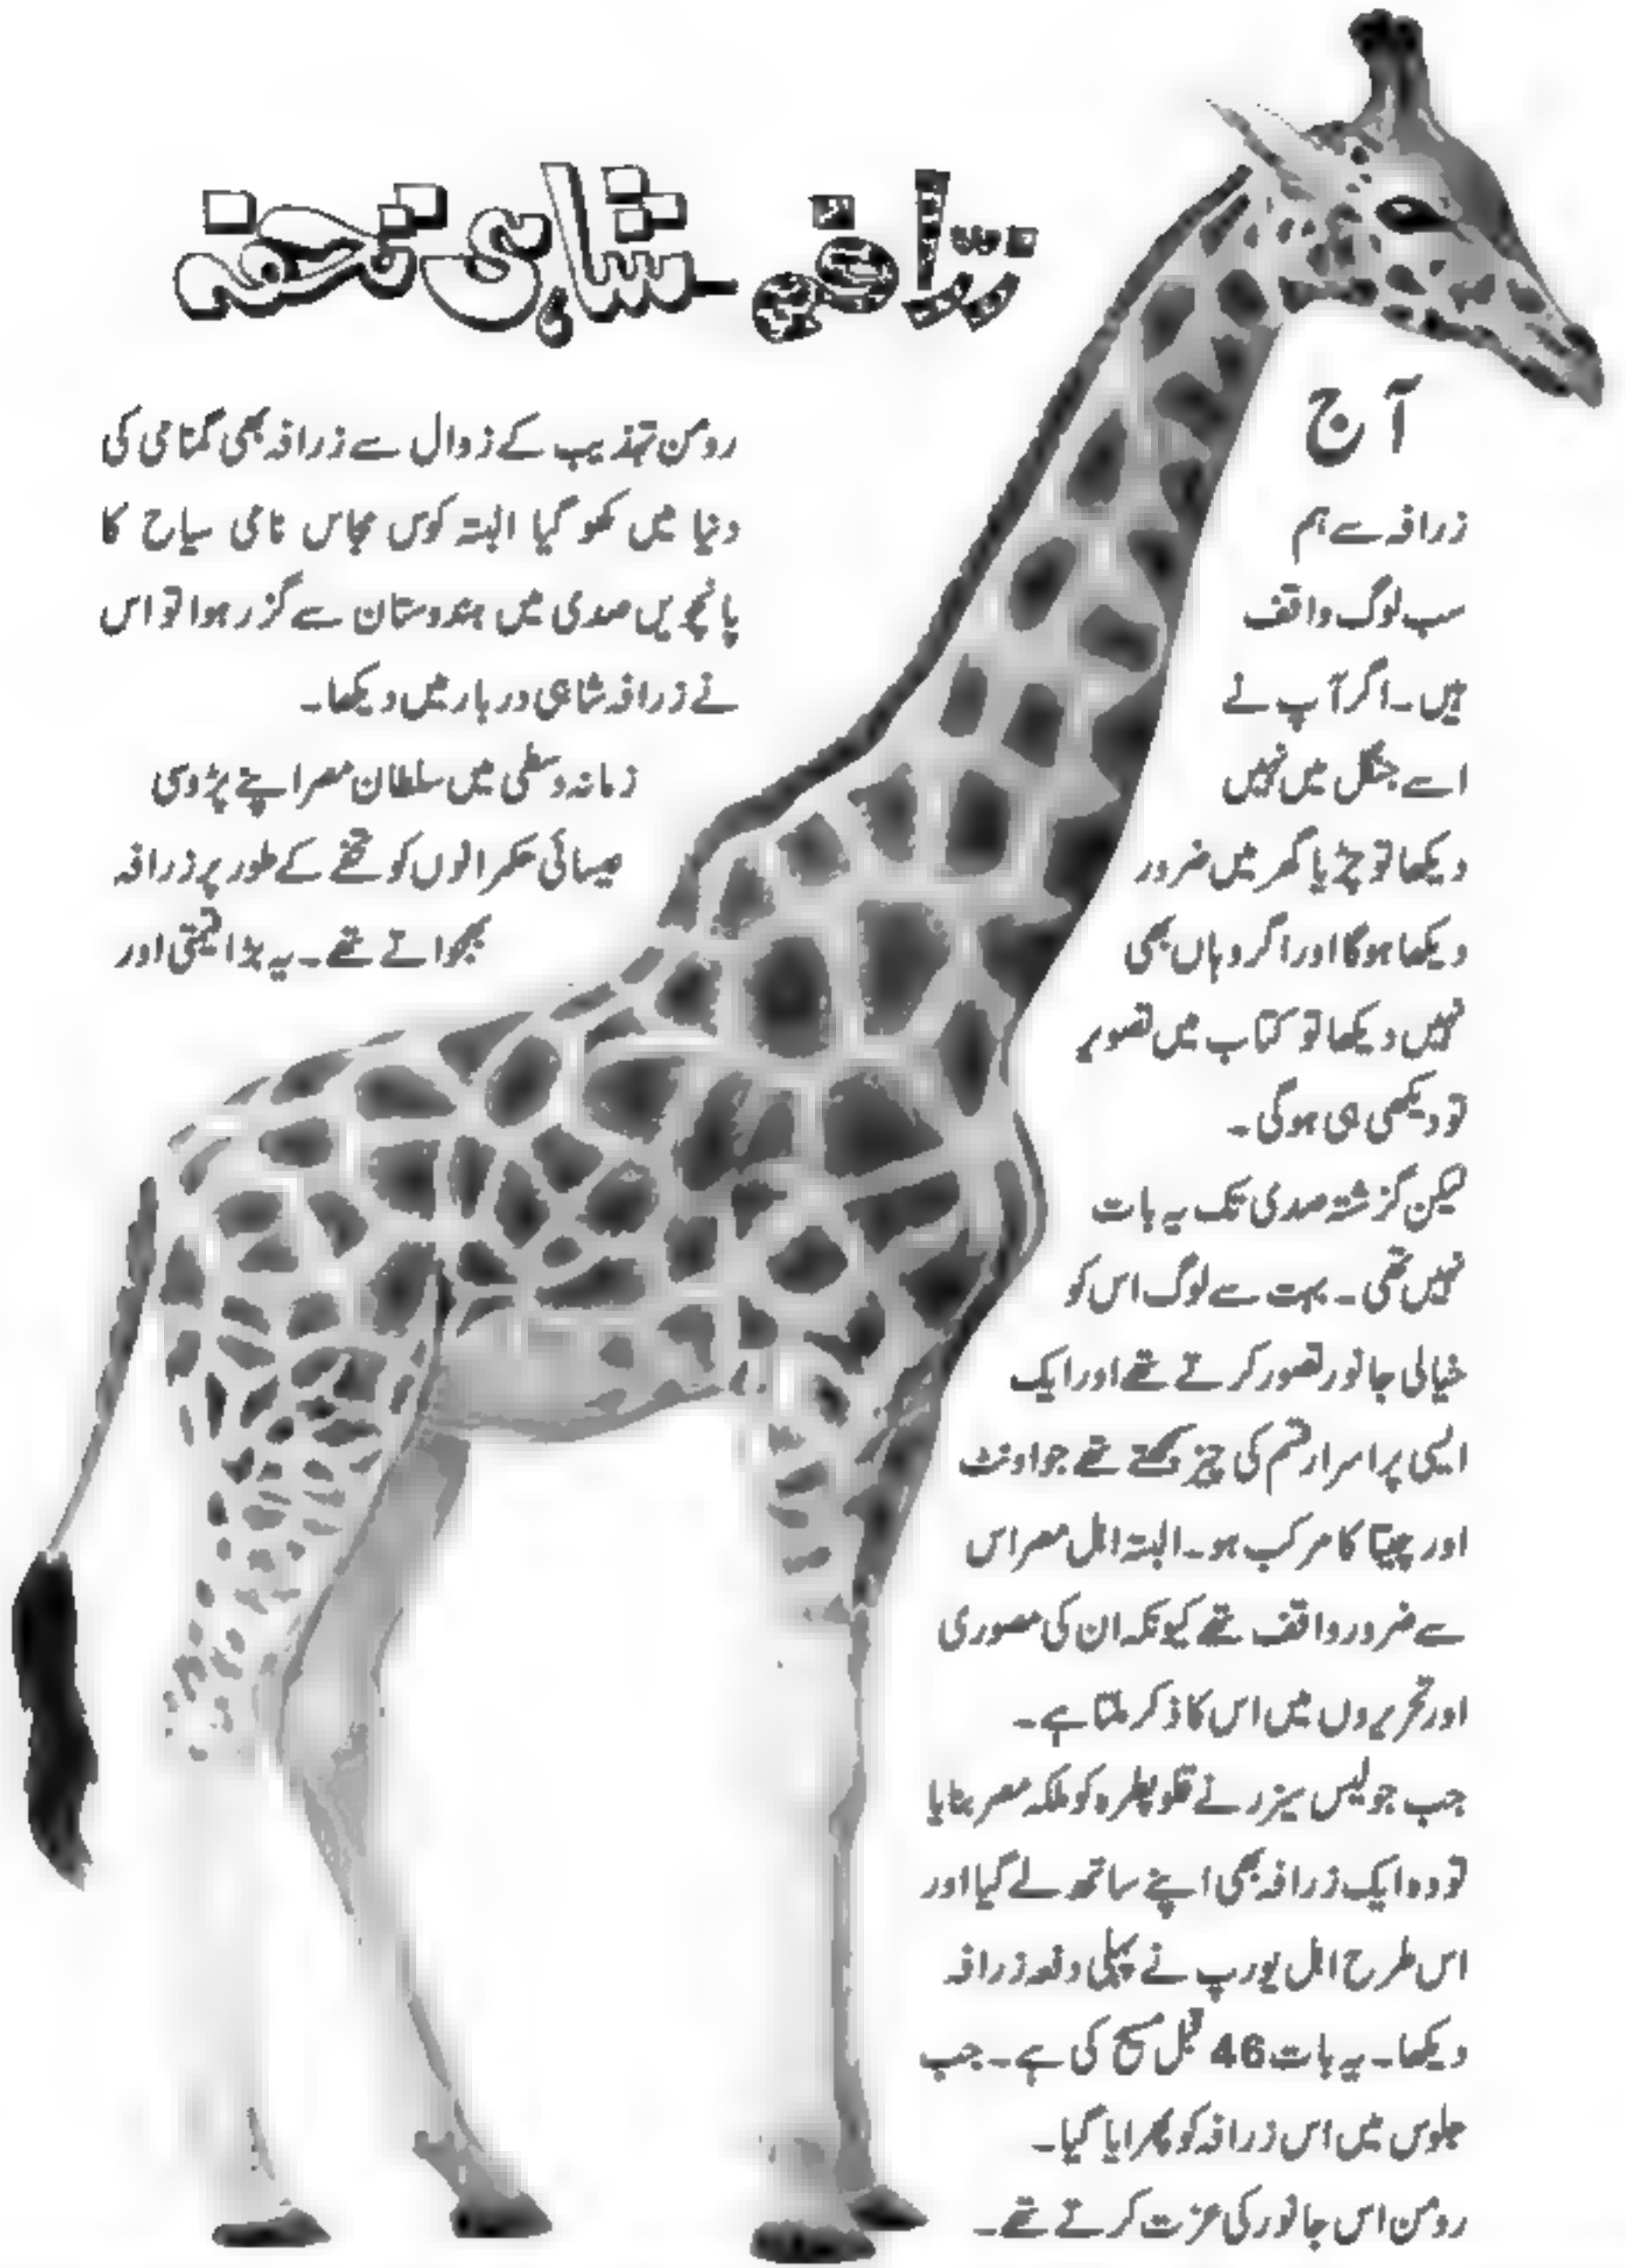 زرّافہ۔شاہی تحفہ
آج
زرافہ سے ہم
سب لوگ واقف
ہیں۔اگر آپ نے
اسے جنگل میں نہیں
دیکھا تو چڑیا گھر میں ضرور
دیکھا ہوگا اور اگر وہاں بھی
نہیں دیکھا تو کتاب میں تصویر
تو دیکھی ہی ہوگی۔
لیکن گزشتہ صدی تک یہ بات
نہیں تھی۔ بہت سے لوگ اس کو
خیالی جانور تصور کرتے تھے اور ایک
ایسی پراسرار قسم کی چیز سمجھتے تھے جو اونٹ
اور چیتا کا مرکب ہو۔البتہ اہل مصر اس
سے ضرور واقف تھے کیونکہ ان کی مصوری
اور تحریروں میں اس کا ذکر ملتا ہے۔
جب جولیس سیزر نے قلوپطرہ کو ملکہ مصر بنایا
تو وہ ایک زرافہ بھی اپنے ساتھ لے گیا اور
اس طرح اہل یورپ نے پہلی دفعہ زرافہ
دیکھا۔ یہ بات 46 قبل مسیح کی ہے۔ جب
جلوس میں اس زرافہ کو پھرایا گیا۔
رومن اس جانور کی عزت کرتے تھے۔
رومن تہذیب کے زوال سے زرافہ بھی گمنامی کی
دنیا میں کھو گیا البتہ کوس نامی سیاح کا
پانچویں صدی میں ہندوستان سے گزر ہوا تو اس
نے زرافہ شاہی دربار میں دیکھا۔
زمانہ وسطی میں سلطان مصر اپنے پڑوسی
عیسائی حکمرانوں کو تحفے کے طور پر زرافہ
بھجواتے تھے۔ یہ بڑا قیمتی اور